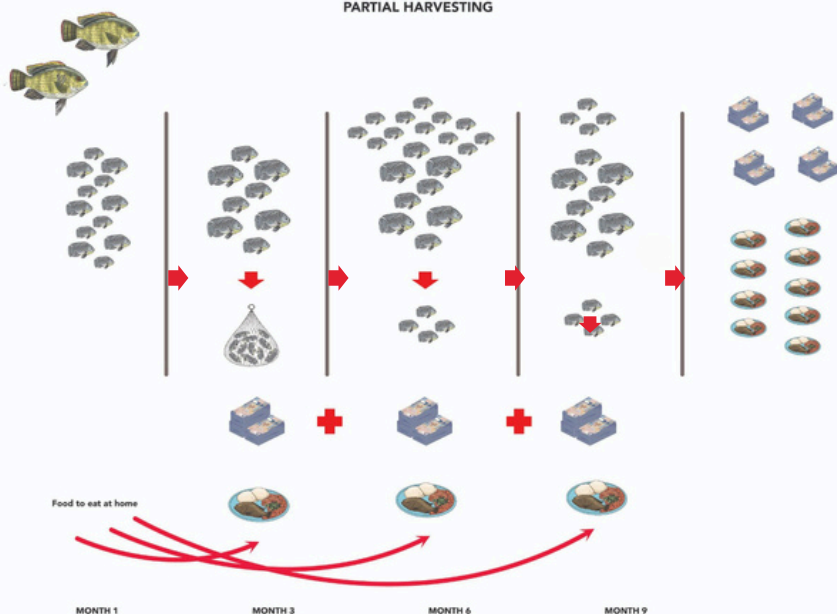 PARTIAL HARVESTING
Food to eat at home
MONTH 1
MONTH 3
MONTH 6
MONTH 9